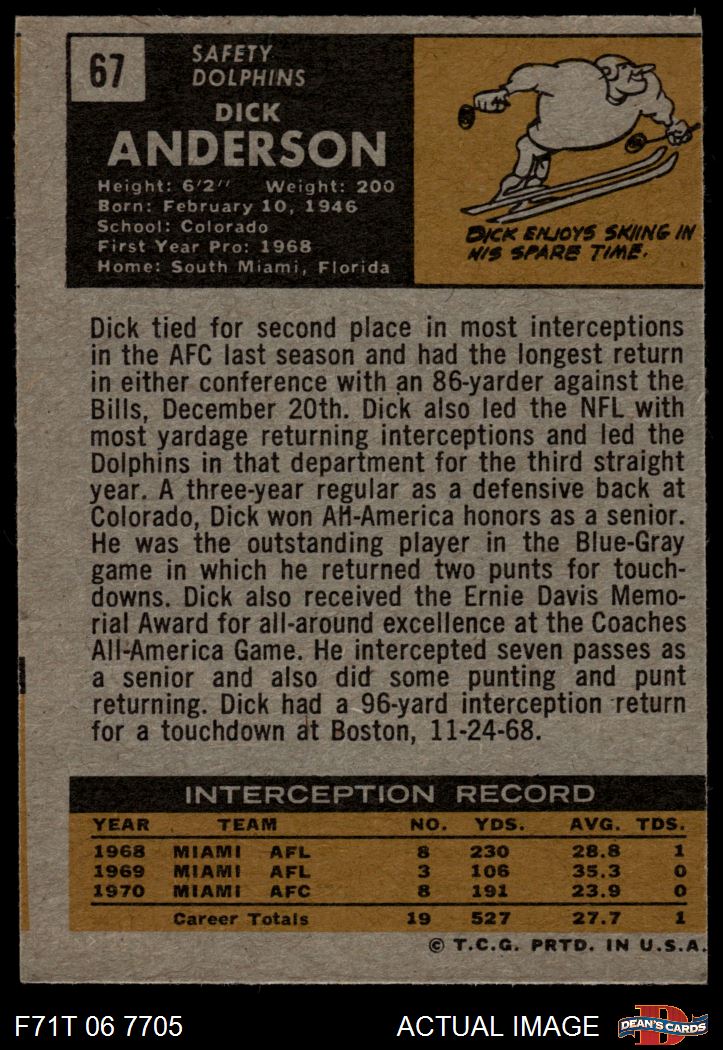 67
SAFETY
DOLPHINS
DICK
ANDERSON
Height: 6'2" Weight: 200
Born: February 10, 1946
School: Colorado
First Year Pro: 1968
Home: South Miami, Florida
DICK ENJOYS SKIING IN
HIS SPARE TIME.
Dick tied for second place in most interceptions
in the AFC last season and had the longest return
in either conference with an 86-yarder against the
Bills, December 20th. Dick also led the NFL with
most yardage returning interceptions and led the
Dolphins in that department for the third straight
year. A three-year regular as a defensive back at
Colorado, Dick won All-America honors as a senior.
He was the outstanding player in the Blue-Gray
game in which he returned two punts for touch-
downs. Dick also received the Ernie Davis Memo-
rial Award for all-around excellence at the Coaches
All-America Game. He intercepted seven passes as
a senior and also did some punting and punt
returning. Dick had a 96-yard interception return
for a touchdown at Boston, 11-24-68.
INTERCEPTION RECORD
YEAR TEAM NO. YDS. AVG. TDS.
1968 MIAMI AFL 8 230 28.8 1
1969 MIAMI AFL 3 106 35.3 0
1970 MIAMI AFC 8 191 23.9 0
Career Totals 19 527 27.7 1
© T.C.G. PRTD. IN U.S.A.
F71T 06 7705 ACTUAL IMAGE
D
DEAN'S CARDS